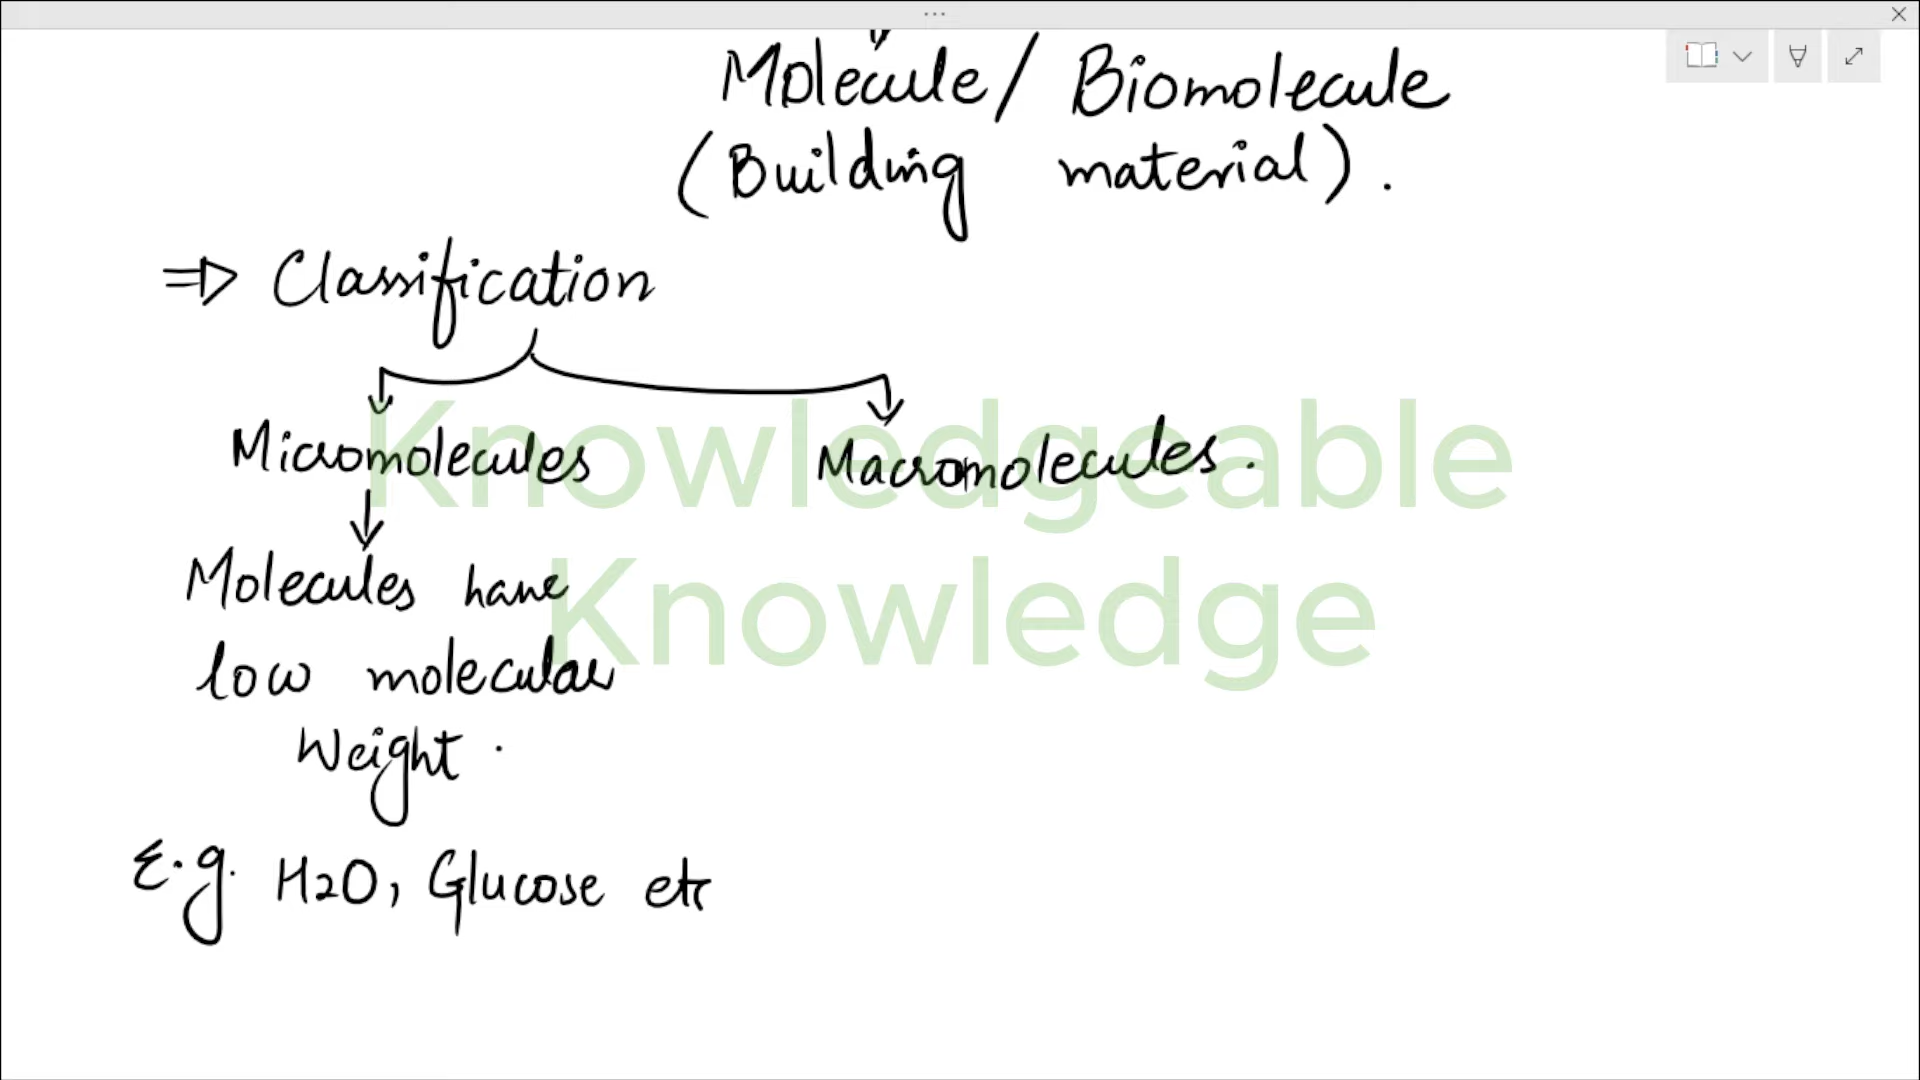 Molecule / Biomolecule
(Building material).
⇒ Classification
Micromolecules Macromolecules.
Molecules have
low molecular
Weight.
E.g. H2O, Glucose etc
Knowledgeable
Knowledge